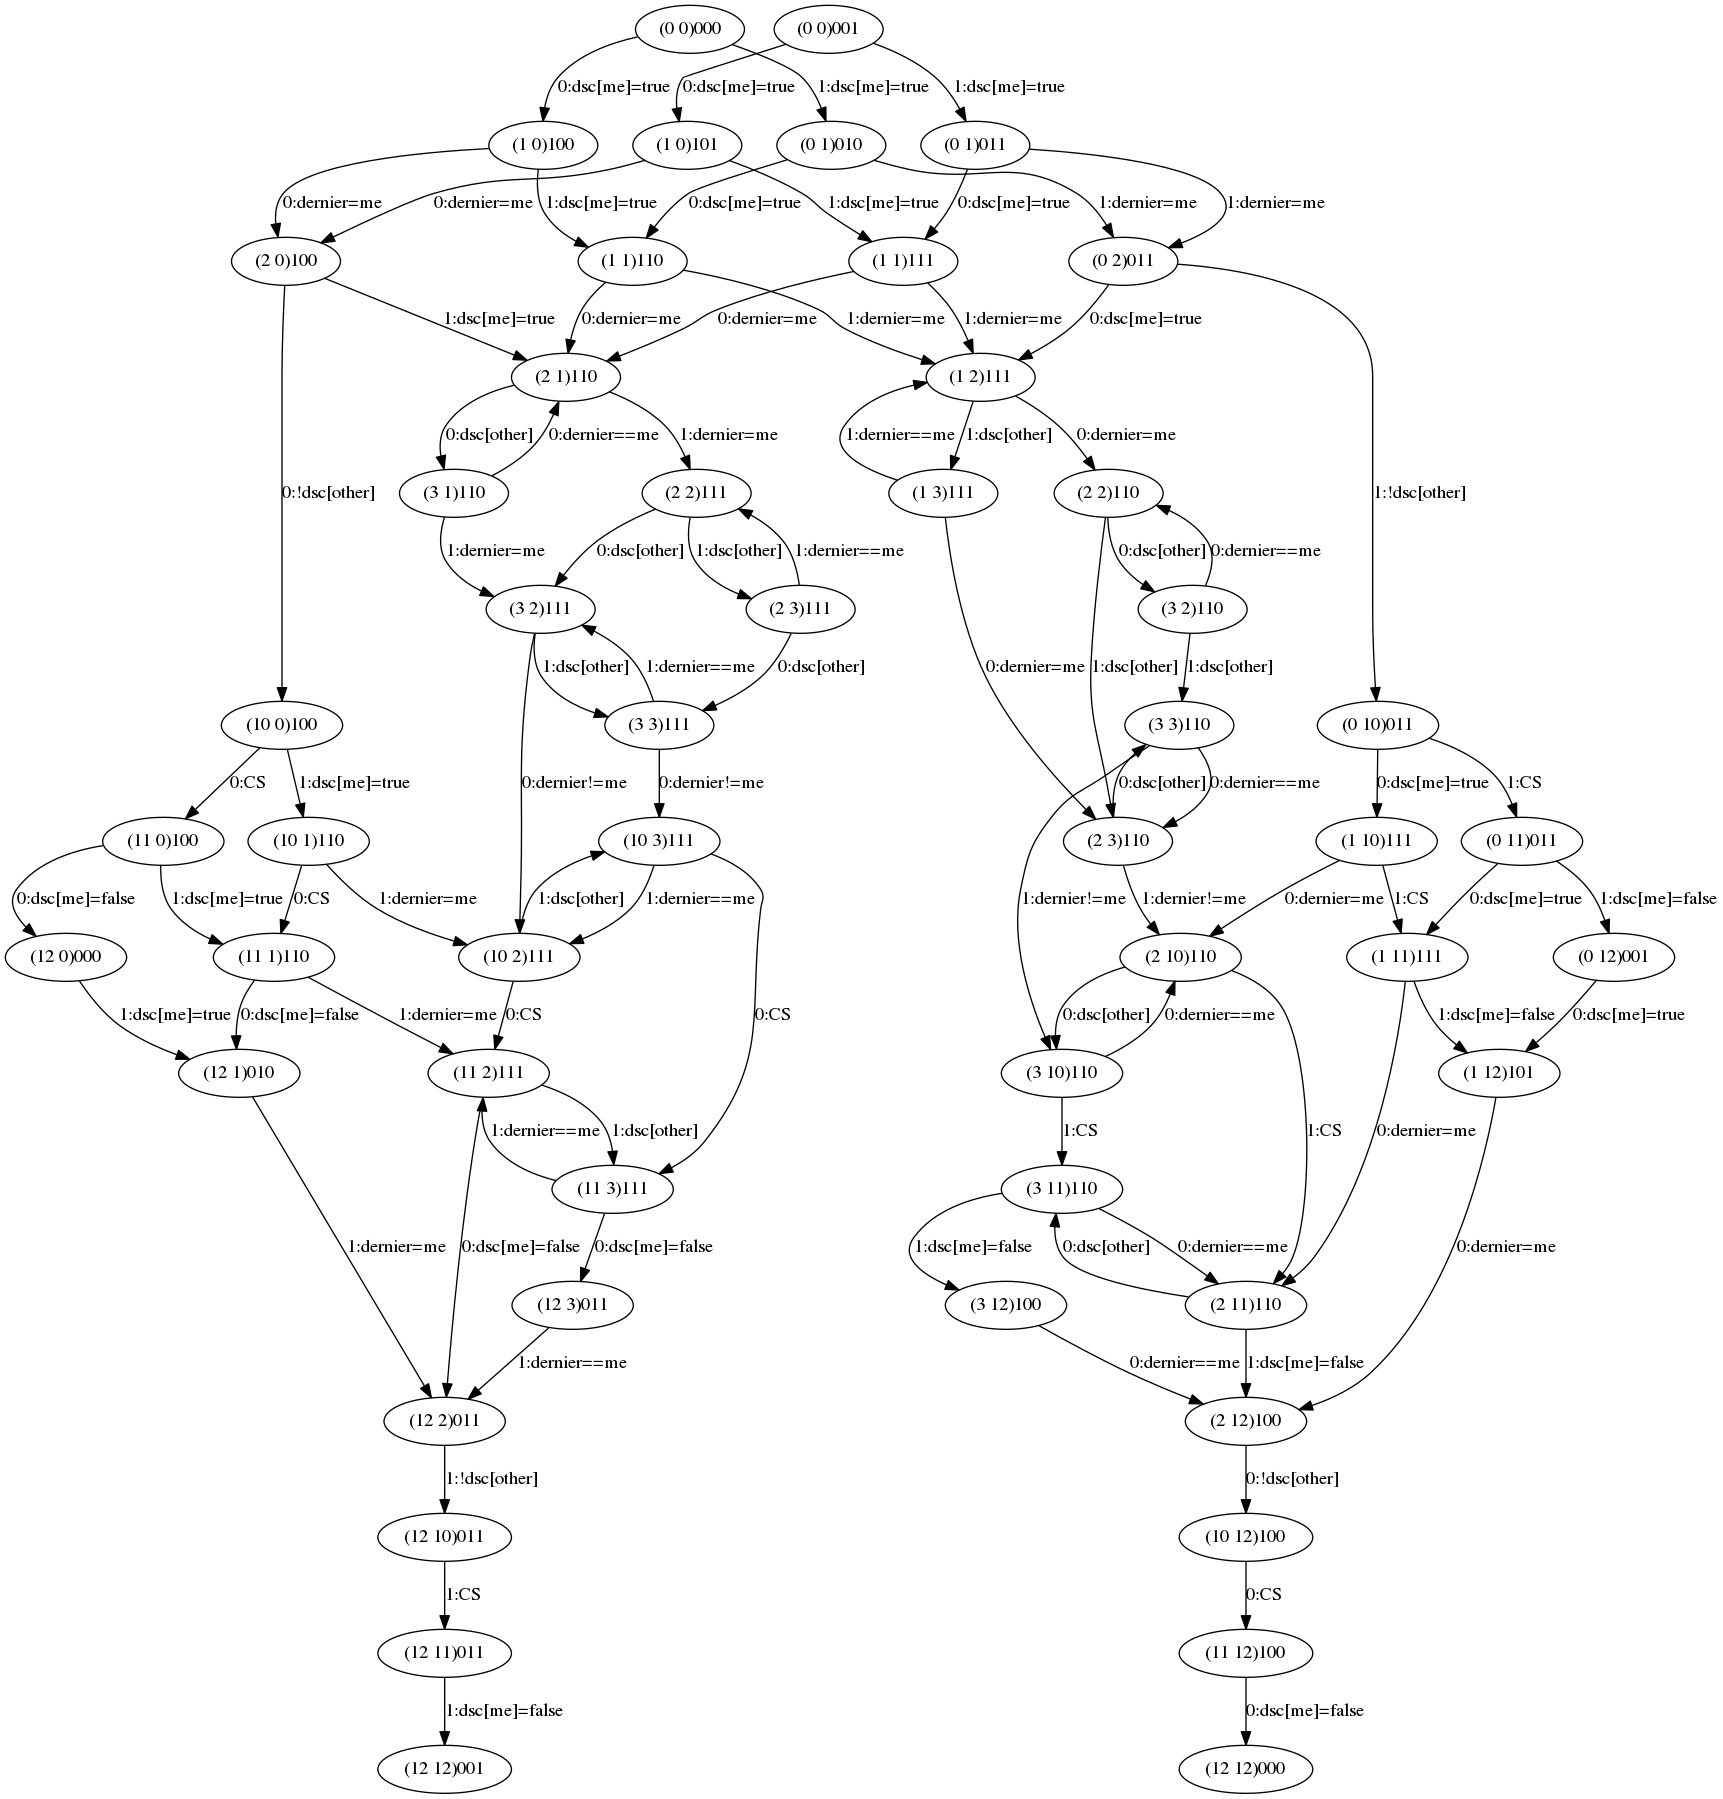 (0 0)000 (0 0)001
0:dsc[me]=true 0:dsc[me]=true 1:dsc[me]=true 1:dsc[me]=true
(1 0)100 (1 0)101 (0 1)010 (0 1)011
0:dernier=me 0:dernier=me 1:dsc[me]=true 0:dsc[me]=true 1:dsc[me]=true 0:dsc[me]=true 1:dernier=me 1:dernier=me
(2 0)100 (1 1)110 (1 1)111 (0 2)011
1:dsc[me]=true 0:dernier=me 0:dernier=me 1:dernier=me 1:dernier=me 0:dsc[me]=true
(2 1)110 (1 2)111
0:dsc[other] 0:dernier==me 1:dernier=me 1:dernier==me 1:dsc[other] 0:dernier=me
0:!dsc[other] (3 1)110 (2 2)111 (1 3)111 (2 2)110 1:!dsc[other]
1:dernier=me 0:dsc[other] 1:dsc[other] 1:dernier==me 0:dsc[other] 0:dernier==me
(3 2)111 (2 3)111 (3 2)110
1:dsc[other] 1:dernier==me 0:dsc[other] 0:dernier=me 1:dsc[other] 1:dsc[other]
(10 0)100 (3 3)111 (3 3)110 (0 10)011
0:CS 1:dsc[me]=true 0:dernier!=me 0:dernier!=me 0:dsc[other] 0:dernier==me 0:dsc[me]=true 1:CS
(11 0)100 (10 1)110 (10 3)111 (2 3)110 (1 10)111 (0 11)011
0:dsc[me]=false 1:dsc[me]=true 0:CS 1:dernier=me 1:dsc[other] 1:dernier==me 1:dernier!=me 1:dernier!=me 0:dernier=me 1:CS 0:dsc[me]=true 1:dsc[me]=false
(12 0)000 (11 1)110 (10 2)111 (2 10)110 (1 11)111 (0 12)001
1:dsc[me]=true 0:dsc[me]=false 1:dernier=me 0:CS 0:CS 0:dsc[other] 0:dernier==me 1:dsc[me]=false 0:dsc[me]=true
(12 1)010 (11 2)111 (3 10)110 (1 12)101
1:dernier==me 1:dsc[other] 1:CS 1:CS 0:dernier=me
(11 3)111 (3 11)110
1:dernier=me 0:dsc[me]=false 0:dsc[me]=false 1:dsc[me]=false 0:dsc[other] 0:dernier==me 0:dernier=me
(12 3)011 (3 12)100 (2 11)110
1:dernier==me 0:dernier==me 1:dsc[me]=false
(12 2)011 (2 12)100
1:!dsc[other] 0:!dsc[other]
(12 10)011 (10 12)100
1:CS 0:CS
(12 11)011 (11 12)100
1:dsc[me]=false 0:dsc[me]=false
(12 12)001 (12 12)000